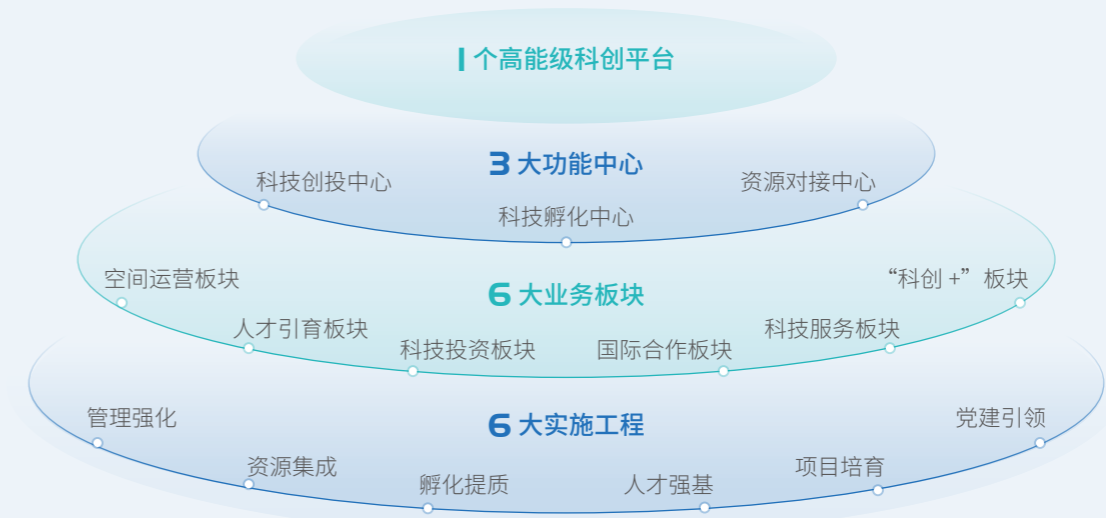 1个高能级科创平台
3大功能中心
科技创投中心
科技孵化中心
资源对接中心
6大业务板块
空间运营板块
人才引育板块
科技投资板块
国际合作板块
科技服务板块
“科创+”板块
6大实施工程
管理强化
资源集成
孵化提质
人才强基
项目培育
党建引领